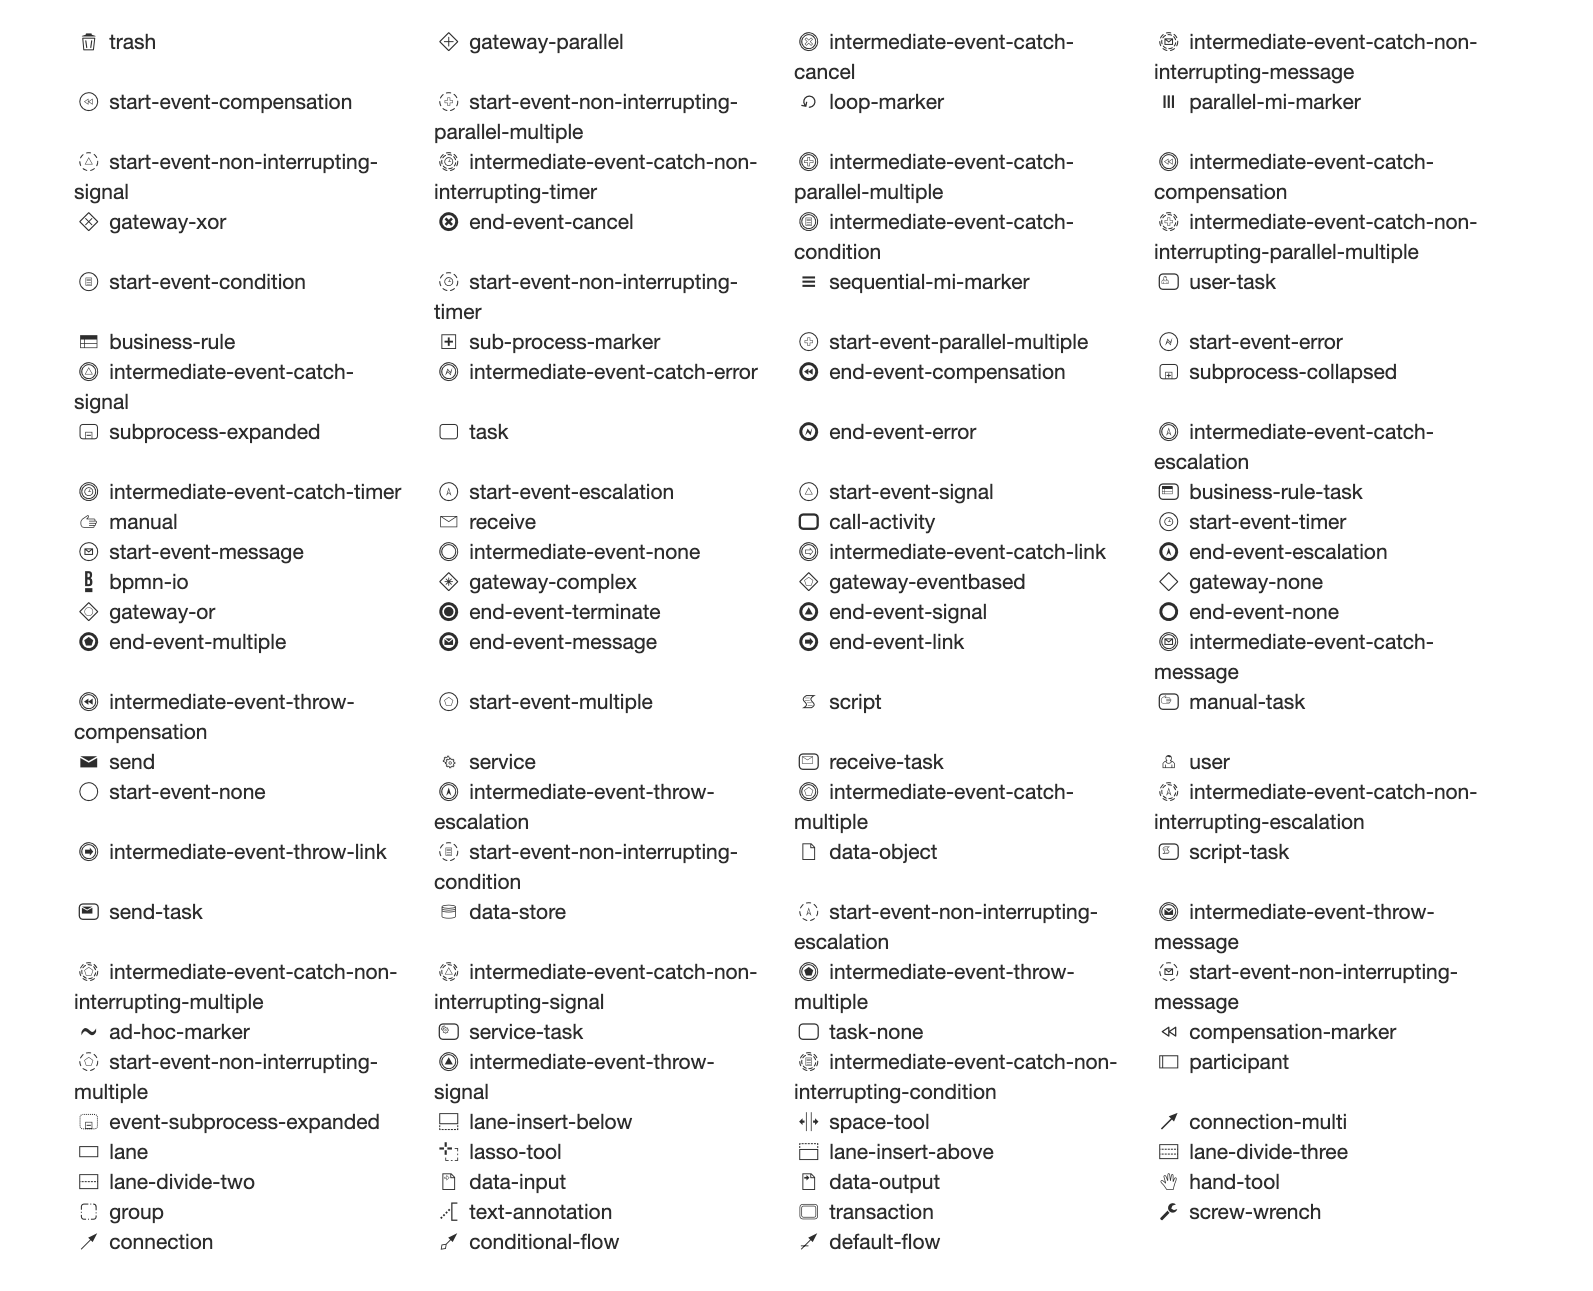 trash
gateway-parallel
intermediate-event-catch-
cancel
intermediate-event-catch-non-
interrupting-message
start-event-compensation
start-event-non-interrupting-
parallel-multiple
loop-marker
parallel-mi-marker
start-event-non-interrupting-
signal
intermediate-event-catch-non-
interrupting-timer
intermediate-event-catch-
parallel-multiple
intermediate-event-catch-
compensation
gateway-xor
end-event-cancel
intermediate-event-catch-
condition
intermediate-event-catch-non-
interrupting-parallel-multiple
start-event-condition
start-event-non-interrupting-
timer
sequential-mi-marker
user-task
business-rule
sub-process-marker
start-event-parallel-multiple
start-event-error
intermediate-event-catch-
signal
intermediate-event-catch-error
end-event-compensation
subprocess-collapsed
subprocess-expanded
task
end-event-error
intermediate-event-catch-
escalation
intermediate-event-catch-timer
start-event-escalation
start-event-signal
business-rule-task
manual
receive
call-activity
start-event-timer
start-event-message
intermediate-event-none
intermediate-event-catch-link
end-event-escalation
bpmn-io
gateway-complex
gateway-eventbased
gateway-none
gateway-or
end-event-terminate
end-event-signal
end-event-none
end-event-multiple
end-event-message
end-event-link
intermediate-event-catch-
message
intermediate-event-throw-
compensation
start-event-multiple
script
manual-task
send
service
receive-task
user
start-event-none
intermediate-event-throw-
escalation
intermediate-event-catch-
multiple
intermediate-event-catch-non-
interrupting-escalation
intermediate-event-throw-link
start-event-non-interrupting-
condition
data-object
script-task
send-task
data-store
start-event-non-interrupting-
escalation
intermediate-event-throw-
message
intermediate-event-catch-non-
interrupting-multiple
intermediate-event-catch-non-
interrupting-signal
intermediate-event-throw-
multiple
start-event-non-interrupting-
message
ad-hoc-marker
service-task
task-none
compensation-marker
start-event-non-interrupting-
multiple
intermediate-event-throw-
signal
intermediate-event-catch-non-
interrupting-condition
participant
event-subprocess-expanded
lane-insert-below
space-tool
connection-multi
lane
lasso-tool
lane-insert-above
lane-divide-three
lane-divide-two
data-input
data-output
hand-tool
group
text-annotation
transaction
screw-wrench
connection
conditional-flow
default-flow